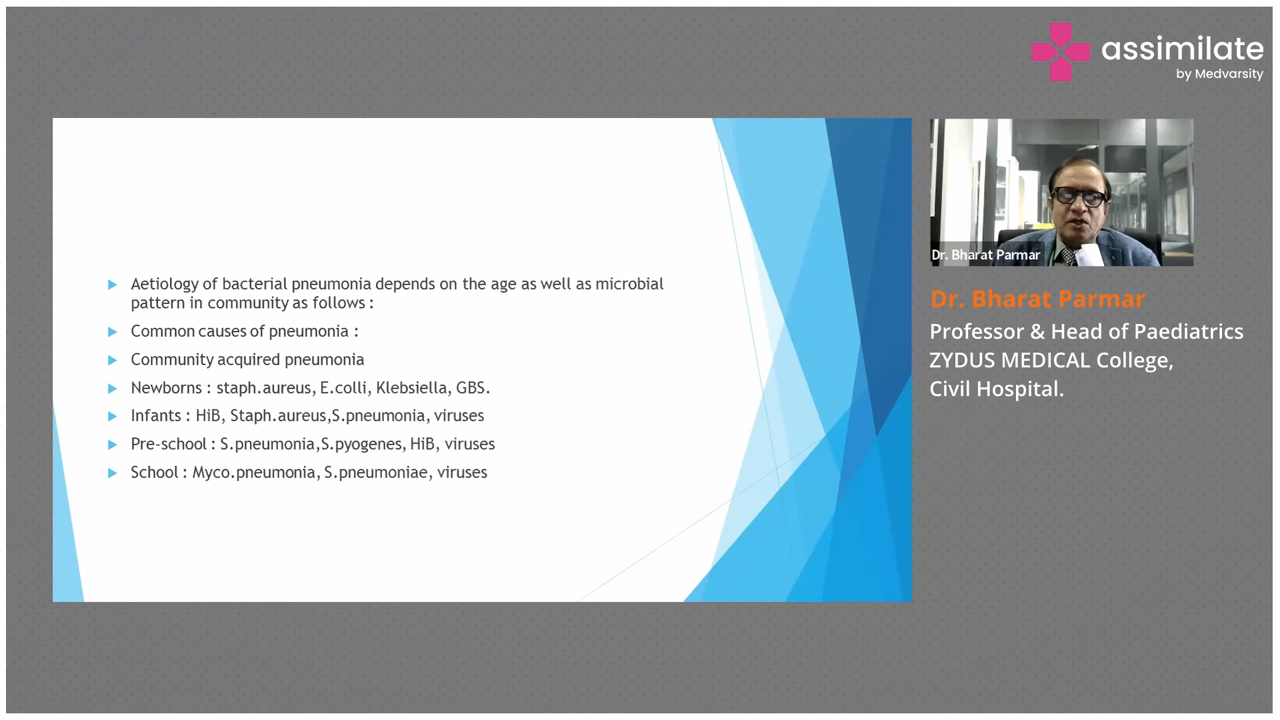 assimilate
by Medvarsity
Aetiology of bacterial pneumonia depends on the age as well as microbial
pattern in community as follows :
Common causes of pneumonia :
Community acquired pneumonia
Newborns : staph.aureus, E.colli, Klebsiella, GBS.
Infants : HiB, Staph.aureus,S.pneumonia, viruses
Pre-school : S.pneumonia,S.pyogenes, HiB, viruses
School : Myco.pneumonia, S.pneumoniae, viruses
Dr. Bharat Parmar
Dr. Bharat Parmar
Professor & Head of Paediatrics
ZYDUS MEDICAL College,
Civil Hospital.